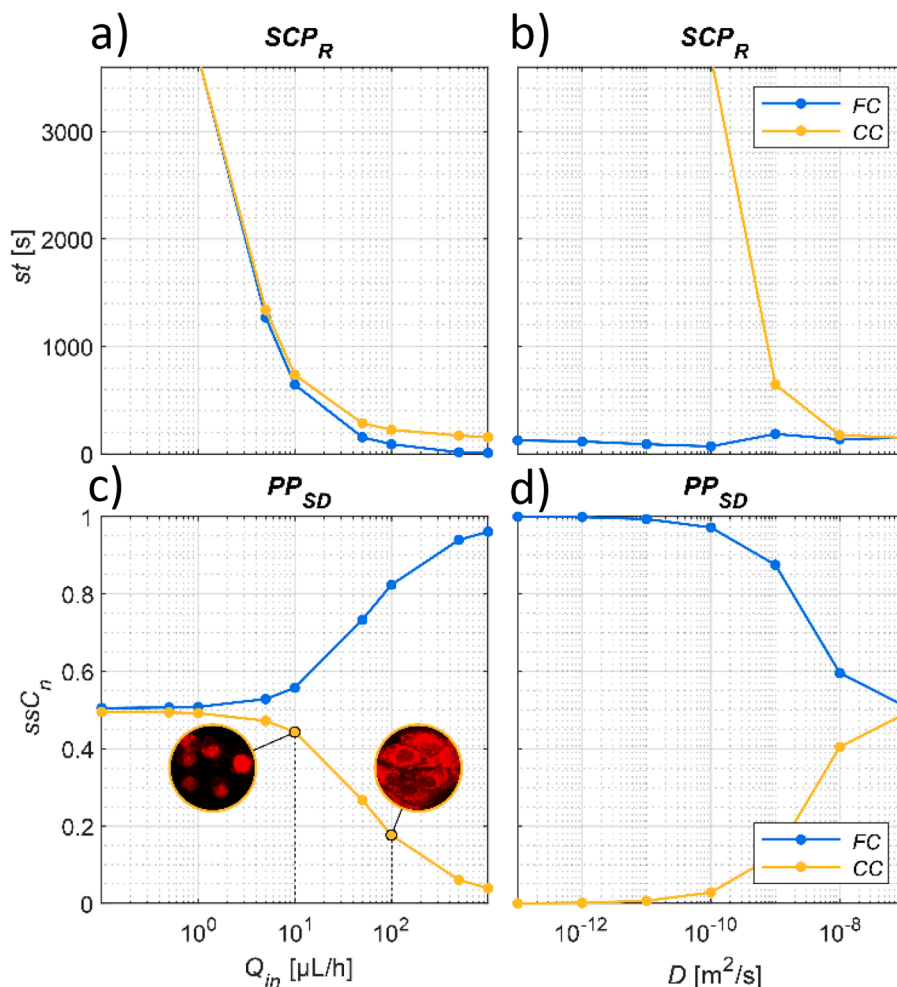 a)
SCP_R
b)
SCP_R
3000
2000
1000
0
st [s]
FC
CC
c)
PP_SD
d)
PP_SD
1
0.8
0.6
0.4
0.2
0
ssC_n
FC
CC
10^0
10^1
10^2
Q_in [µL/h]
10^-12
10^-10
10^-8
D [m^2/s]